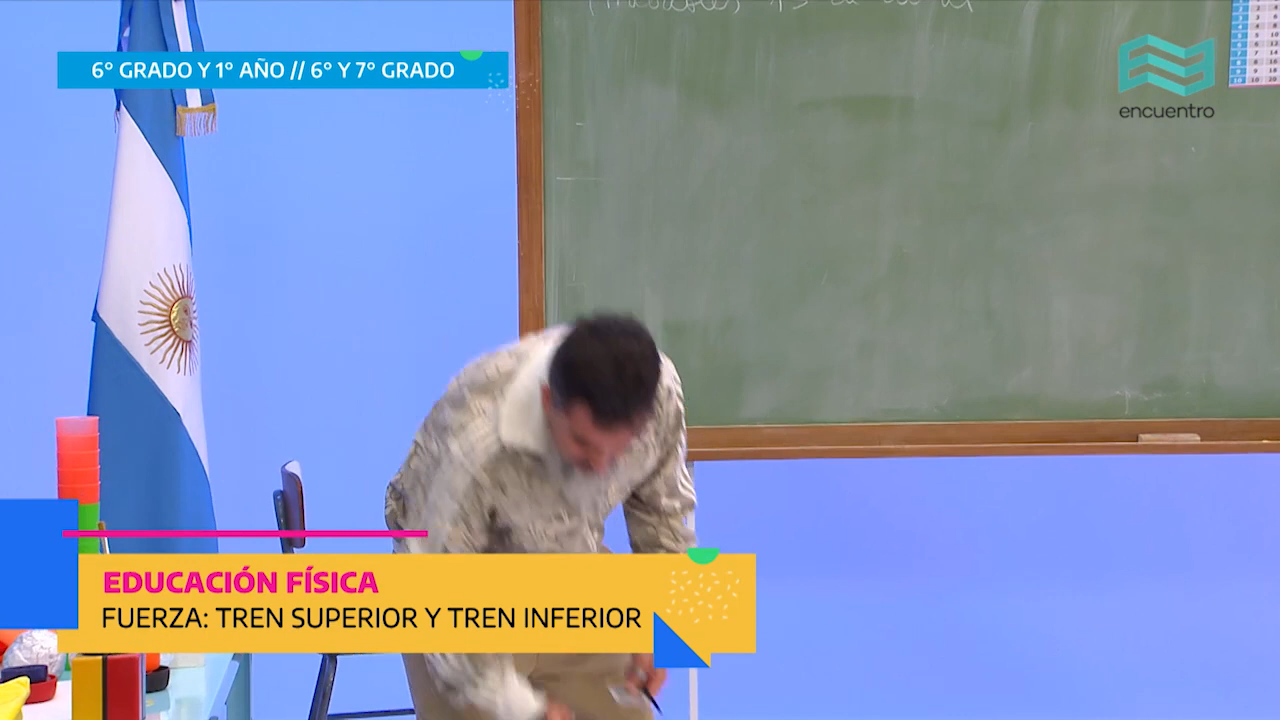 6° GRADO Y 1° AÑO // 6° Y 7° GRADO
encuentro
EDUCACIÓN FÍSICA
FUERZA: TREN SUPERIOR Y TREN INFERIOR